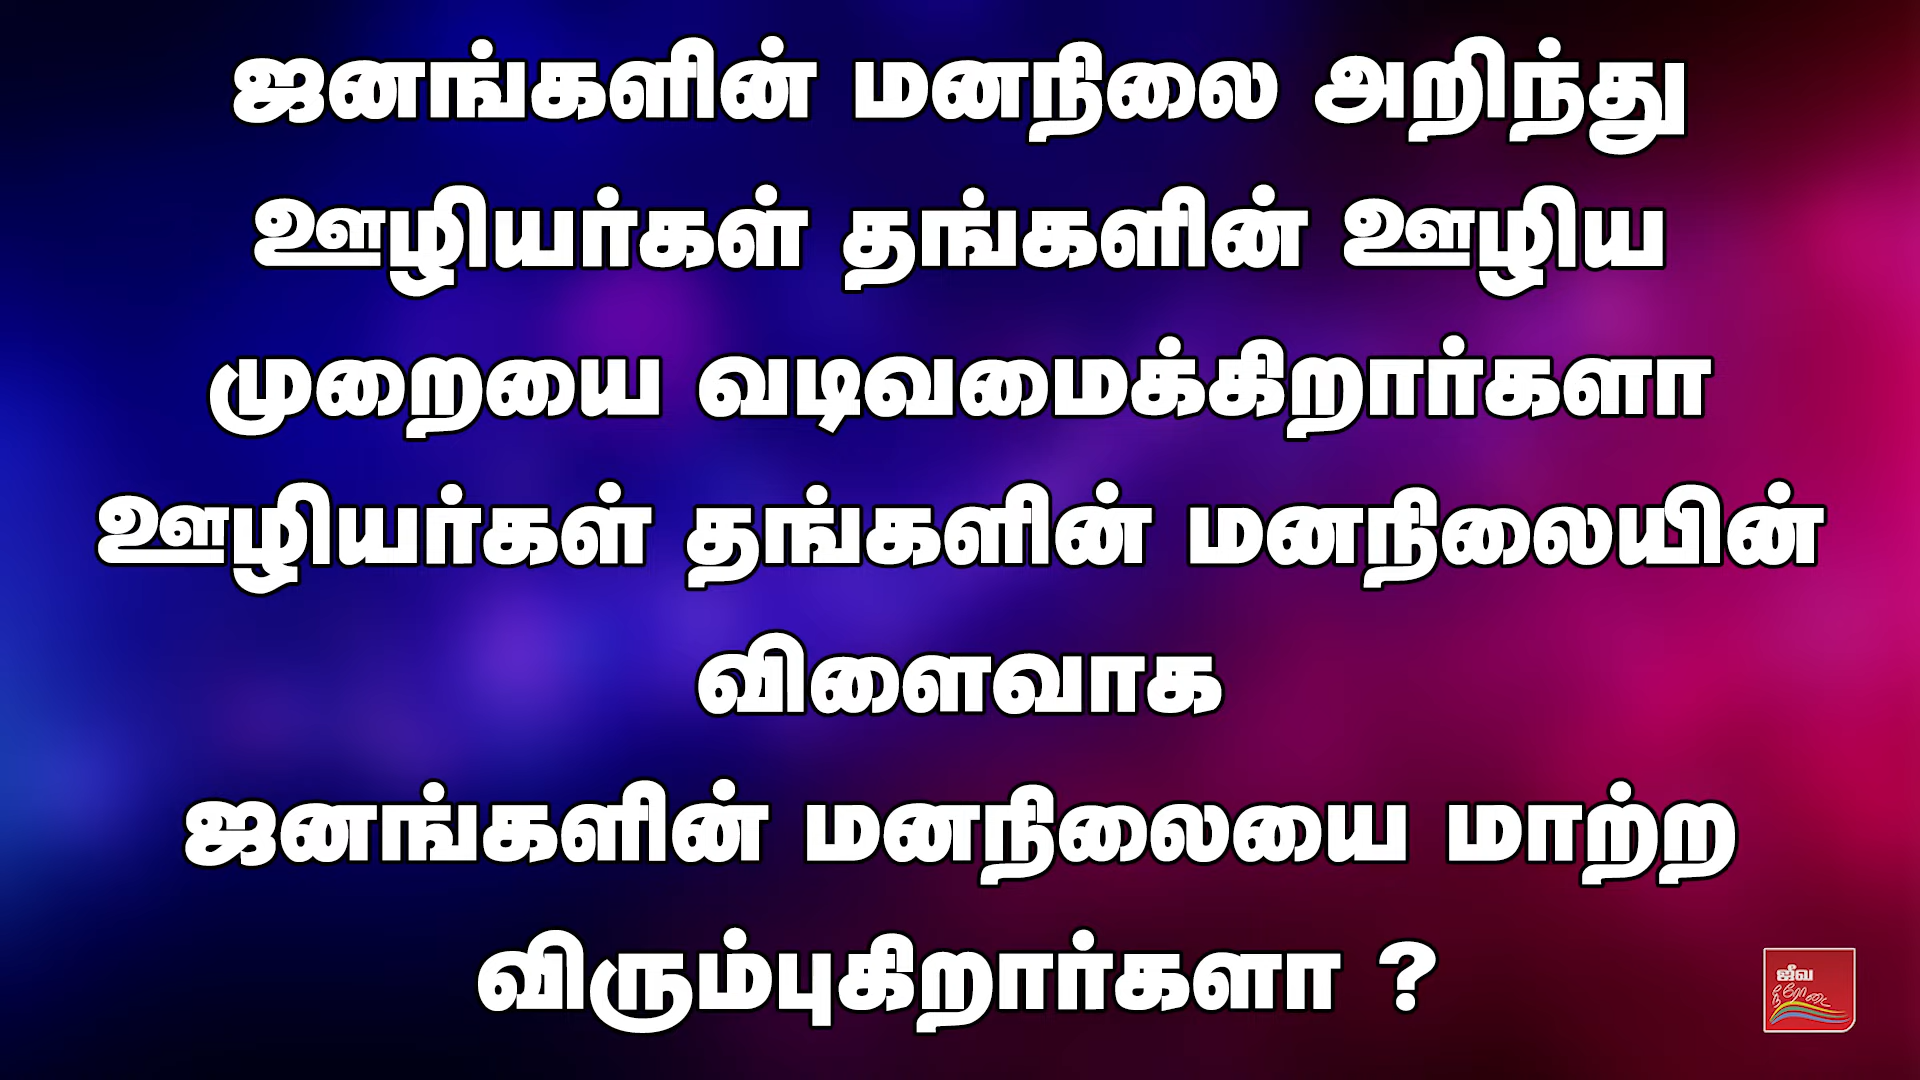 ஜனங்களின் மனநிலை அறிந்து
ஊழியர்கள் தங்களின் ஊழிய
முறையை வடிவமைக்கிறார்களா
ஊழியர்கள் தங்களின் மனநிலையின்
விளைவாக
ஜனங்களின் மனநிலையை மாற்ற
விரும்புகிறார்களா ?
ஜீவ
நீரோடை